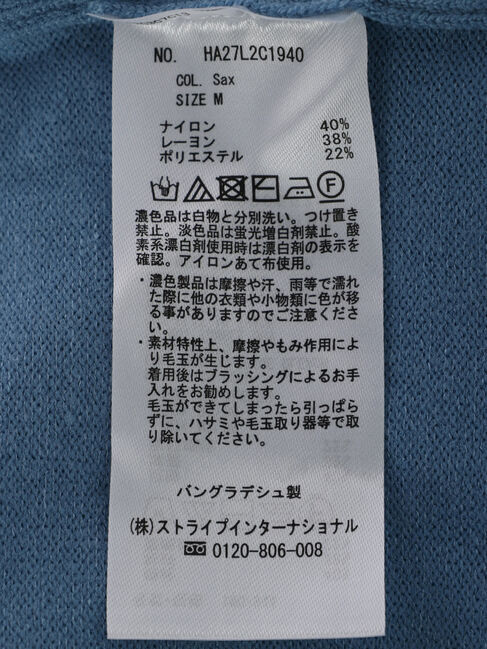 NO. HA27L2C1940
COL. Sax
SIZE M
ナイロン 40%
レーヨン 38%
ポリエステル 22%
濃色品は白物と分別洗い。つけ置き
禁止。淡色品は蛍光増白剤禁止。酸
素系漂白剤使用時は漂白剤の表示を
確認。アイロンあて布使用。
・濃色製品は摩擦や汗、雨等で濡れ
た際に他の衣類や小物類に色が移
る事がありますのでご注意くださ
い。
・素材特性上、摩擦やもみ作用によ
り毛玉が生じます。
着用後はブラッシングによるお手
入れをお勧めします。
毛玉ができてしまったら引っぱら
ずに、ハサミや毛玉取り器等で取
り除いてください。
バングラデシュ製
(株)ストライプインターナショナル
0120-806-008